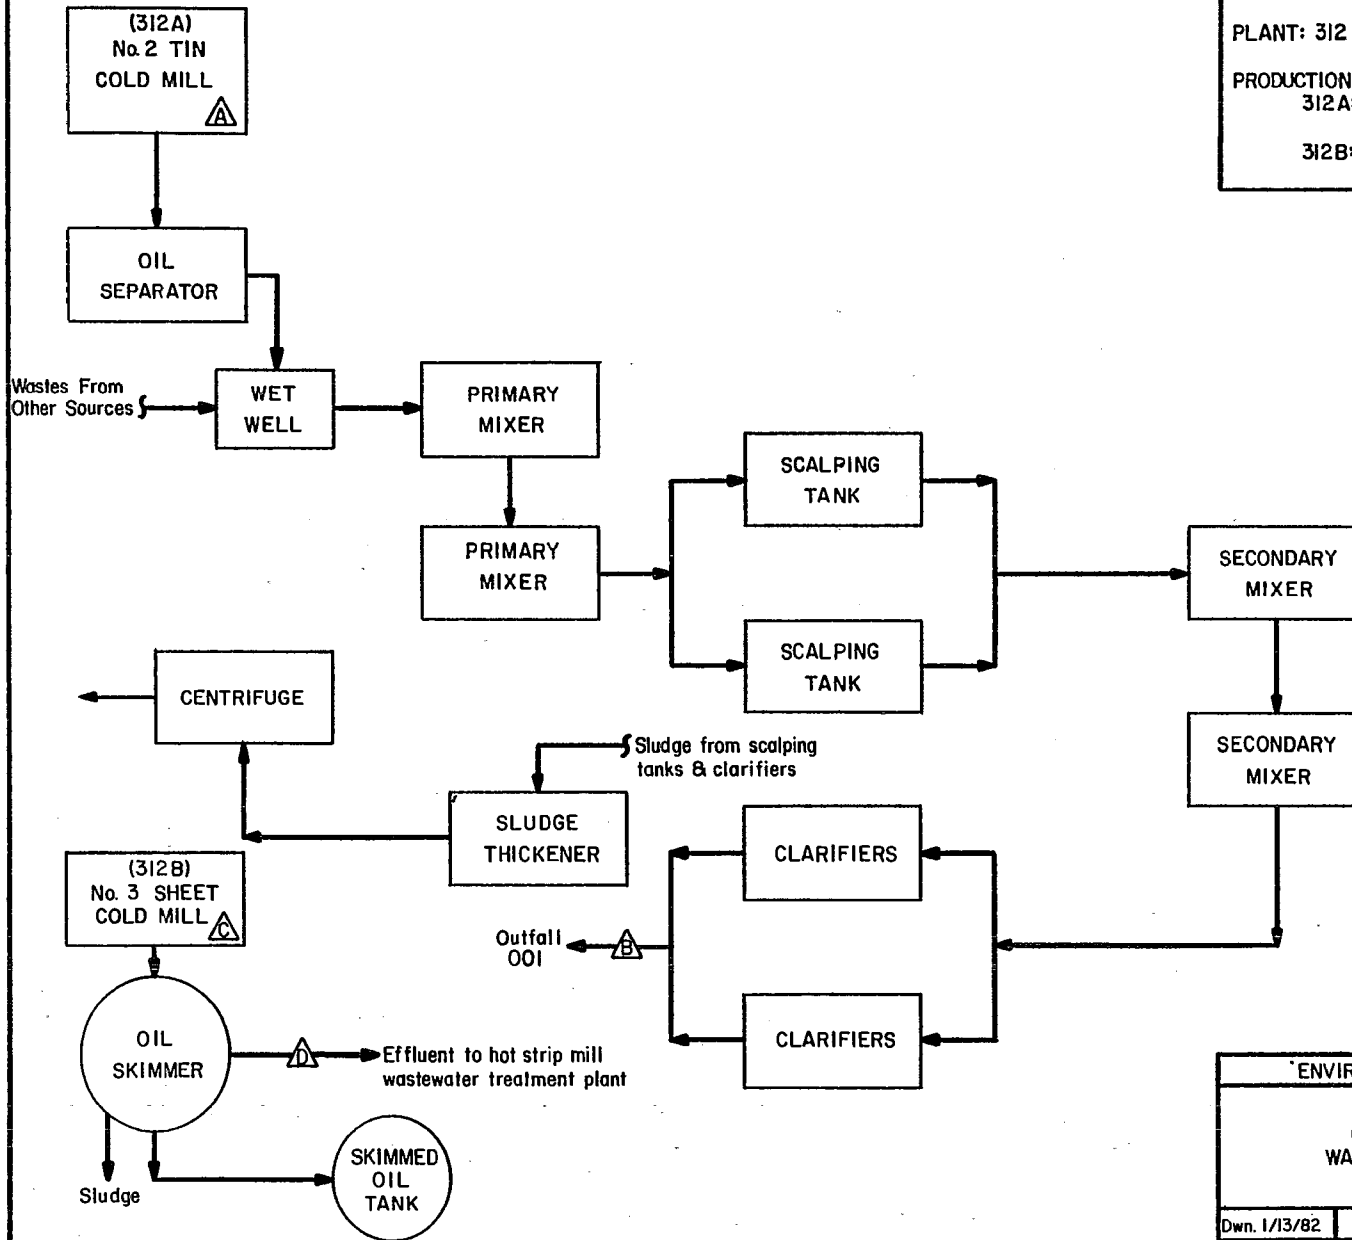 (312A)
No. 2 TIN
COLD MILL
A
PLANT: 312
PRODUCTION
312A:
312B:
OIL
SEPARATOR
Wastes From
Other Sources
WET
WELL
PRIMARY
MIXER
SCALPING
TANK
PRIMARY
MIXER
SECONDARY
MIXER
SCALPING
TANK
CENTRIFUGE
SECONDARY
MIXER
Sludge from scalping
tanks & clarifiers
SLUDGE
THICKENER
CLARIFIERS
(312B)
No. 3 SHEET
COLD MILL
C
Outfall
001
B
OIL
SKIMMER
D
Effluent to hot strip mill
wastewater treatment plant
CLARIFIERS
SKIMMED
OIL
TANK
Sludge
ENVIR
WA
Dwn. 1/13/82